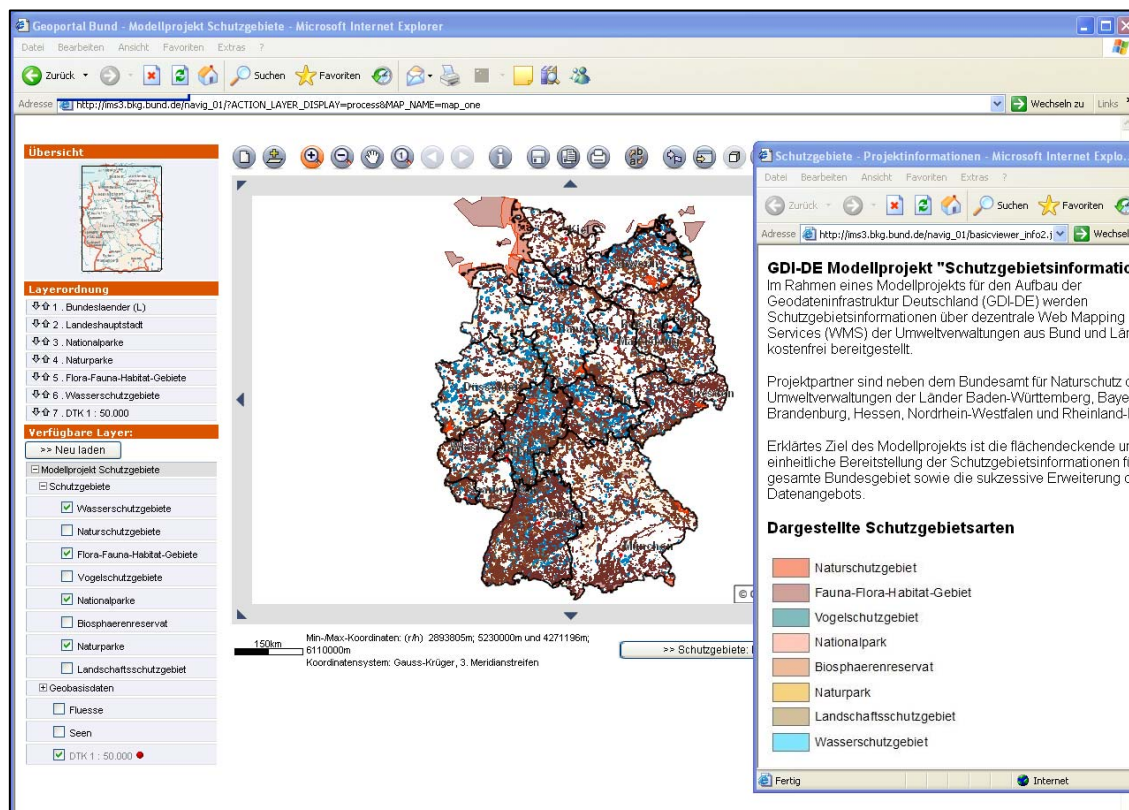 Geoportal Bund - Modellprojekt Schutzgebiete - Microsoft Internet Explorer
Datei Bearbeiten Ansicht Favoriten Extras ?
Zurück Suchen Favoriten
Adresse http://ims3.bkg.bund.de/navig_01/?ACTION_LAYER_DISPLAY=process&MAP_NAME=map_one Wechseln zu Links
Übersicht
Layerordnung
1 . Bundeslaender (L)
2 . Landeshauptstadt
3 . Nationalparke
4 . Naturparke
5 . Flora-Fauna-Habitat-Gebiete
6 . Wasserschutzgebiete
7 . DTK 1 : 50.000
Verfügbare Layer:
>> Neu laden
Modellprojekt Schutzgebiete
Schutzgebiete
Wasserschutzgebiete
Naturschutzgebiete
Flora-Fauna-Habitat-Gebiete
Vogelschutzgebiete
Nationalparke
Biosphaerenreservat
Naturparke
Landschaftsschutzgebiet
Geobasisdaten
Fluesse
Seen
DTK 1 : 50.000
Kiel
München
©
150km
Min-/Max-Koordinaten: (r/h) 2893805m; 5230000m und 4271196m;
6110000m
Koordinatensystem: Gauss-Krüger, 3. Meridianstreifen
>> Schutzgebiete:
Schutzgebiete - Projektinformationen - Microsoft Internet Explo...
Datei Bearbeiten Ansicht Favoriten Extras ?
Zurück Suchen Favoriten
Adresse http://ims3.bkg.bund.de/navig_01/basicviewer_info2.j Wechsel
GDI-DE Modellprojekt "Schutzgebietsinformatio
Im Rahmen eines Modellprojekts für den Aufbau der
Geodateninfrastruktur Deutschland (GDI-DE) werden
Schutzgebietsinformationen über dezentrale Web Mapping
Services (WMS) der Umweltverwaltungen aus Bund und Län
kostenfrei bereitgestellt.
Projektpartner sind neben dem Bundesamt für Naturschutz d
Umweltverwaltungen der Länder Baden-Württemberg, Baye
Brandenburg, Hessen, Nordrhein-Westfalen und Rheinland-
Erklärtes Ziel des Modellprojekts ist die flächendeckende un
einheitliche Bereitstellung der Schutzgebietsinformationen fü
gesamte Bundesgebiet sowie die sukzessive Erweiterung d
Datenangebots.
Dargestellte Schutzgebietsarten
Naturschutzgebiet
Fauna-Flora-Habitat-Gebiet
Vogelschutzgebiet
Nationalpark
Biosphaerenreservat
Naturpark
Landschaftsschutzgebiet
Wasserschutzgebiet
Fertig Internet